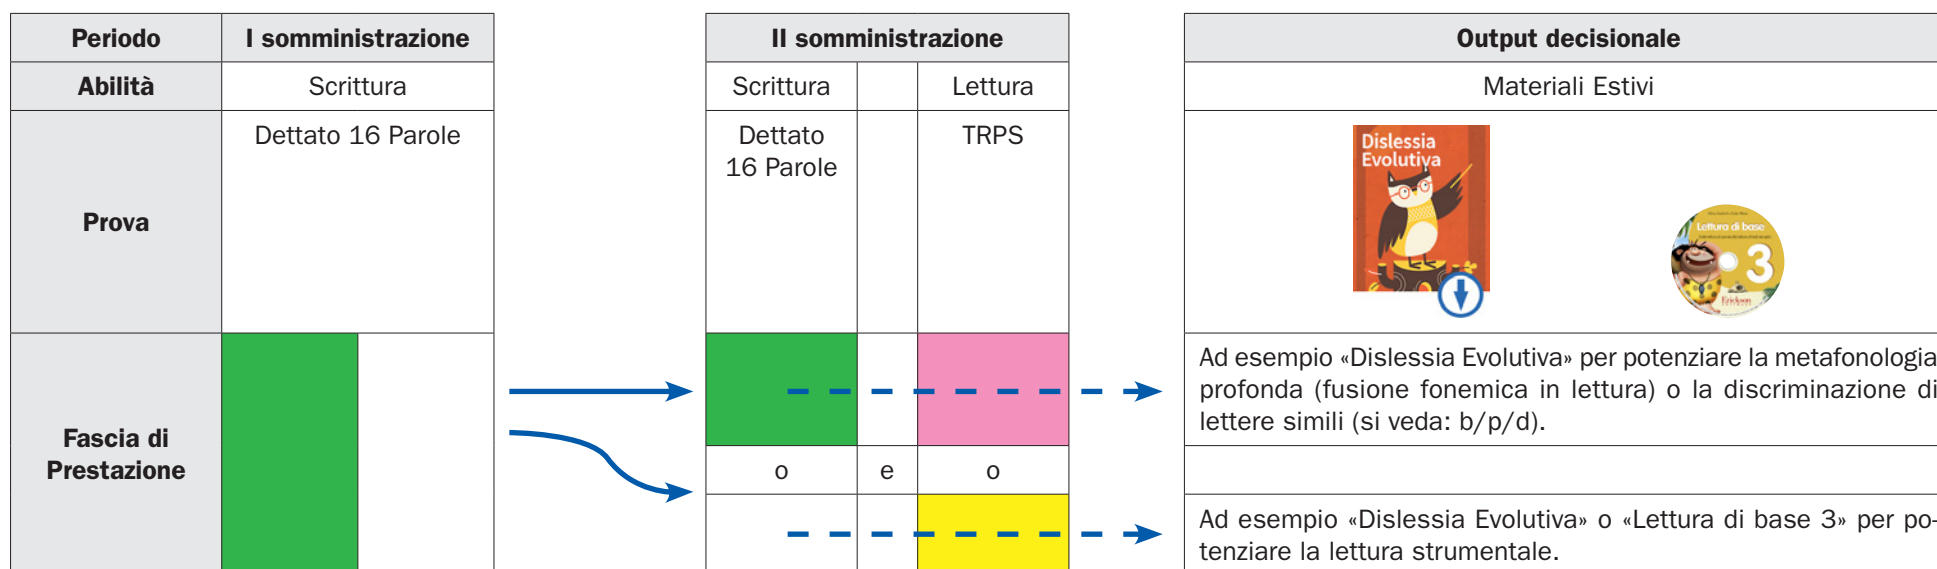 Periodo
I somministrazione
II somministrazione
Output decisionale
Abilità
Scrittura
Scrittura
Lettura
Materiali Estivi
Prova
Dettato 16 Parole
Dettato
16 Parole
TRPS
Dislessia
Evolutiva
Lettura di base
3
Erickson
Fascia di
Prestazione
Ad esempio «Dislessia Evolutiva» per potenziare la metafonologia
profonda (fusione fonemica in lettura) o la discriminazione di
lettere simili (si veda: b/p/d).
o
e
o
Ad esempio «Dislessia Evolutiva» o «Lettura di base 3» per po-
tenziare la lettura strumentale.